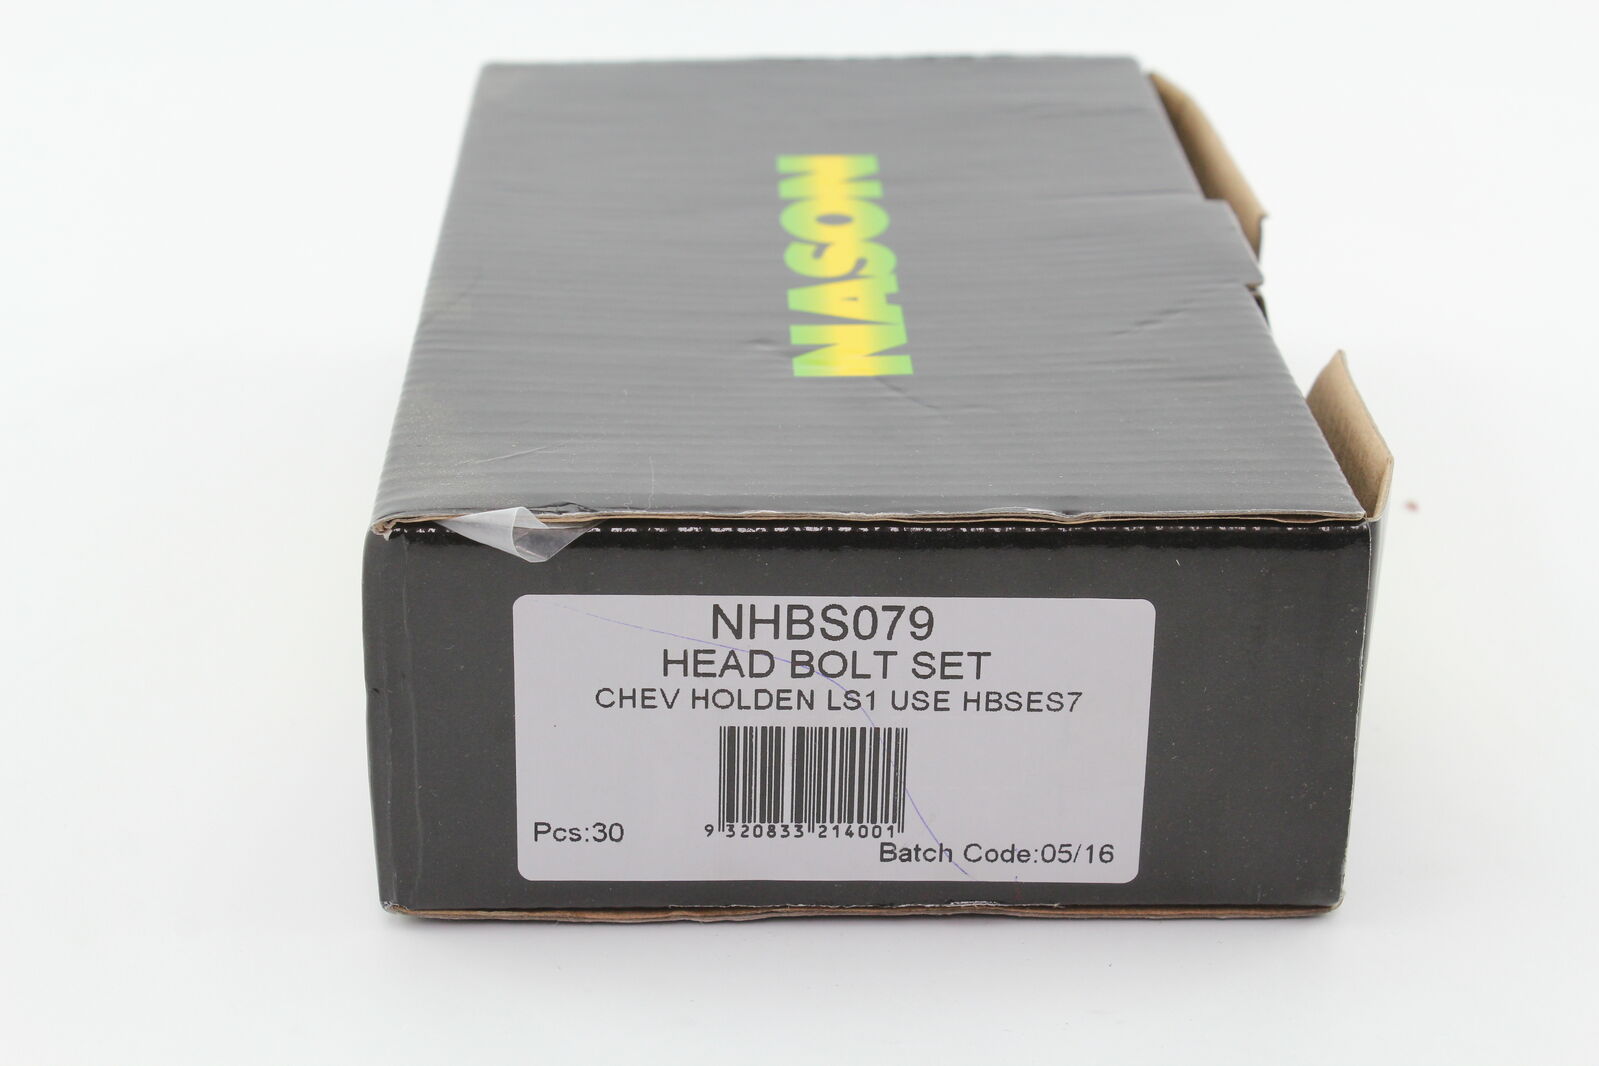 NASON
NHBS079
HEAD BOLT SET
CHEV HOLDEN LS1 USE HBSES7
9 320833 214001
Pcs:30
Batch Code:05/16